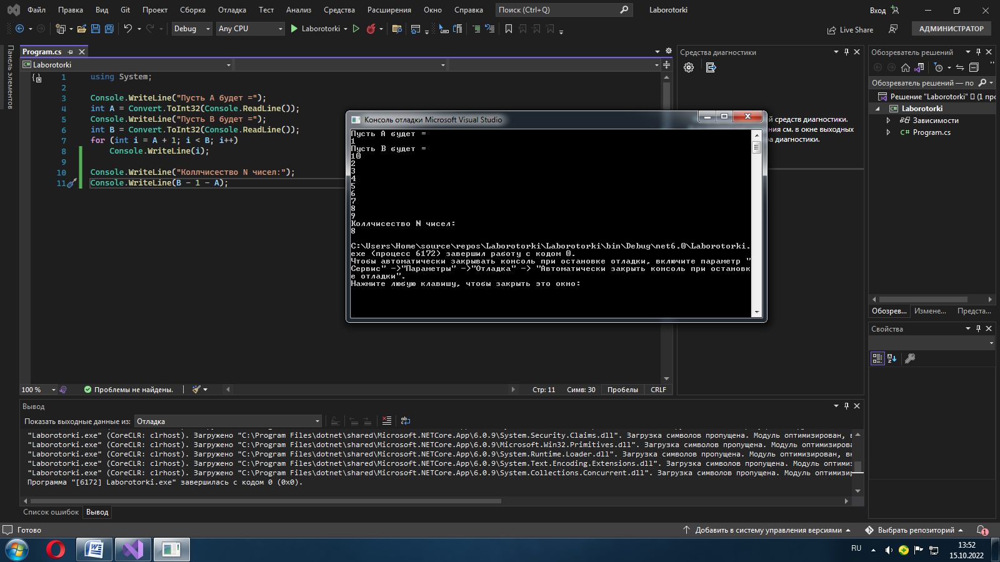 Файл Правка Вид Git Проект Сборка Отладка Тест Анализ Средства Расширения Окно Справка Поиск (Ctrl+Q) Laborotorki Вход
Debug Any CPU Laborotorki Live Share АДМИНИСТРАТОР
Панель элементов
Program.cs
Laborotorki
1 using System;
2
3 Console.WriteLine("Пусть A будет =");
4 int A = Convert.ToInt32(Console.ReadLine());
5 Console.WriteLine("Пусть B будет =");
6 int B = Convert.ToInt32(Console.ReadLine());
7 for (int i = A + 1; i < B; i++)
8 Console.WriteLine(i);
9
10 Console.WriteLine("Коллчисество N чисел:");
11 Console.WriteLine(B - 1 - A);
100 % Проблемы не найдены. Стр: 11 Симв: 30 Пробелы CRLF
Консоль отладки Microsoft Visual Studio
Пусть A будет =
1
Пусть B будет =
10
2
3
4
5
6
7
8
9
Коллчисество N чисел:
8
C:\Users\Home\source\repos\Laborotorki\Laborotorki\bin\Debug\net6.0\Laborotorki.
exe (процесс 6172) завершил работу с кодом 0.
Чтобы автоматически закрывать консоль при остановке отладки, включите параметр "
Сервис" ->"Параметры" ->"Отладка" -> "Автоматически закрыть консоль при остановк
е отладки".
Нажмите любую клавишу, чтобы закрыть это окно:
Средства диагностики
й средств диагностики.
ния см. в окне выходных
а диагностики.
Обозреватель решений
Обозреватель решений — по
Решение "Laborotorki" (1 про
Laborotorki
Зависимости
C# Program.cs
Обозрев... Измене... Предста...
Свойства
Вывод
Показать выходные данные из: Отладка
"Laborotorki.exe" (CoreCLR: clrhost). Загружено "C:\Program Files\dotnet\shared\Microsoft.NETCore.App\6.0.9\System.Security.Claims.dll". Загрузка символов пропущена. Модуль оптимизирован, в
"Laborotorki.exe" (CoreCLR: clrhost). Загружено "C:\Program Files\dotnet\shared\Microsoft.NETCore.App\6.0.9\Microsoft.Win32.Primitives.dll". Загрузка символов пропущена. Модуль оптимизирова
"Laborotorki.exe" (CoreCLR: clrhost). Загружено "C:\Program Files\dotnet\shared\Microsoft.NETCore.App\6.0.9\System.Runtime.Loader.dll". Загрузка символов пропущена. Модуль оптимизирован, вк
"Laborotorki.exe" (CoreCLR: clrhost). Загружено "C:\Program Files\dotnet\shared\Microsoft.NETCore.App\6.0.9\System.Text.Encoding.Extensions.dll". Загрузка символов пропущена. Модуль оптимиз
"Laborotorki.exe" (CoreCLR: clrhost). Загружено "C:\Program Files\dotnet\shared\Microsoft.NETCore.App\6.0.9\System.Collections.Concurrent.dll". Загрузка символов пропущена. Модуль оптимизир
Программа "[6172] Laborotorki.exe" завершилась с кодом 0 (0x0).
Список ошибок Вывод
Готово Добавить в систему управления версиями Выбрать репозиторий 1
RU 13:52
15.10.2022